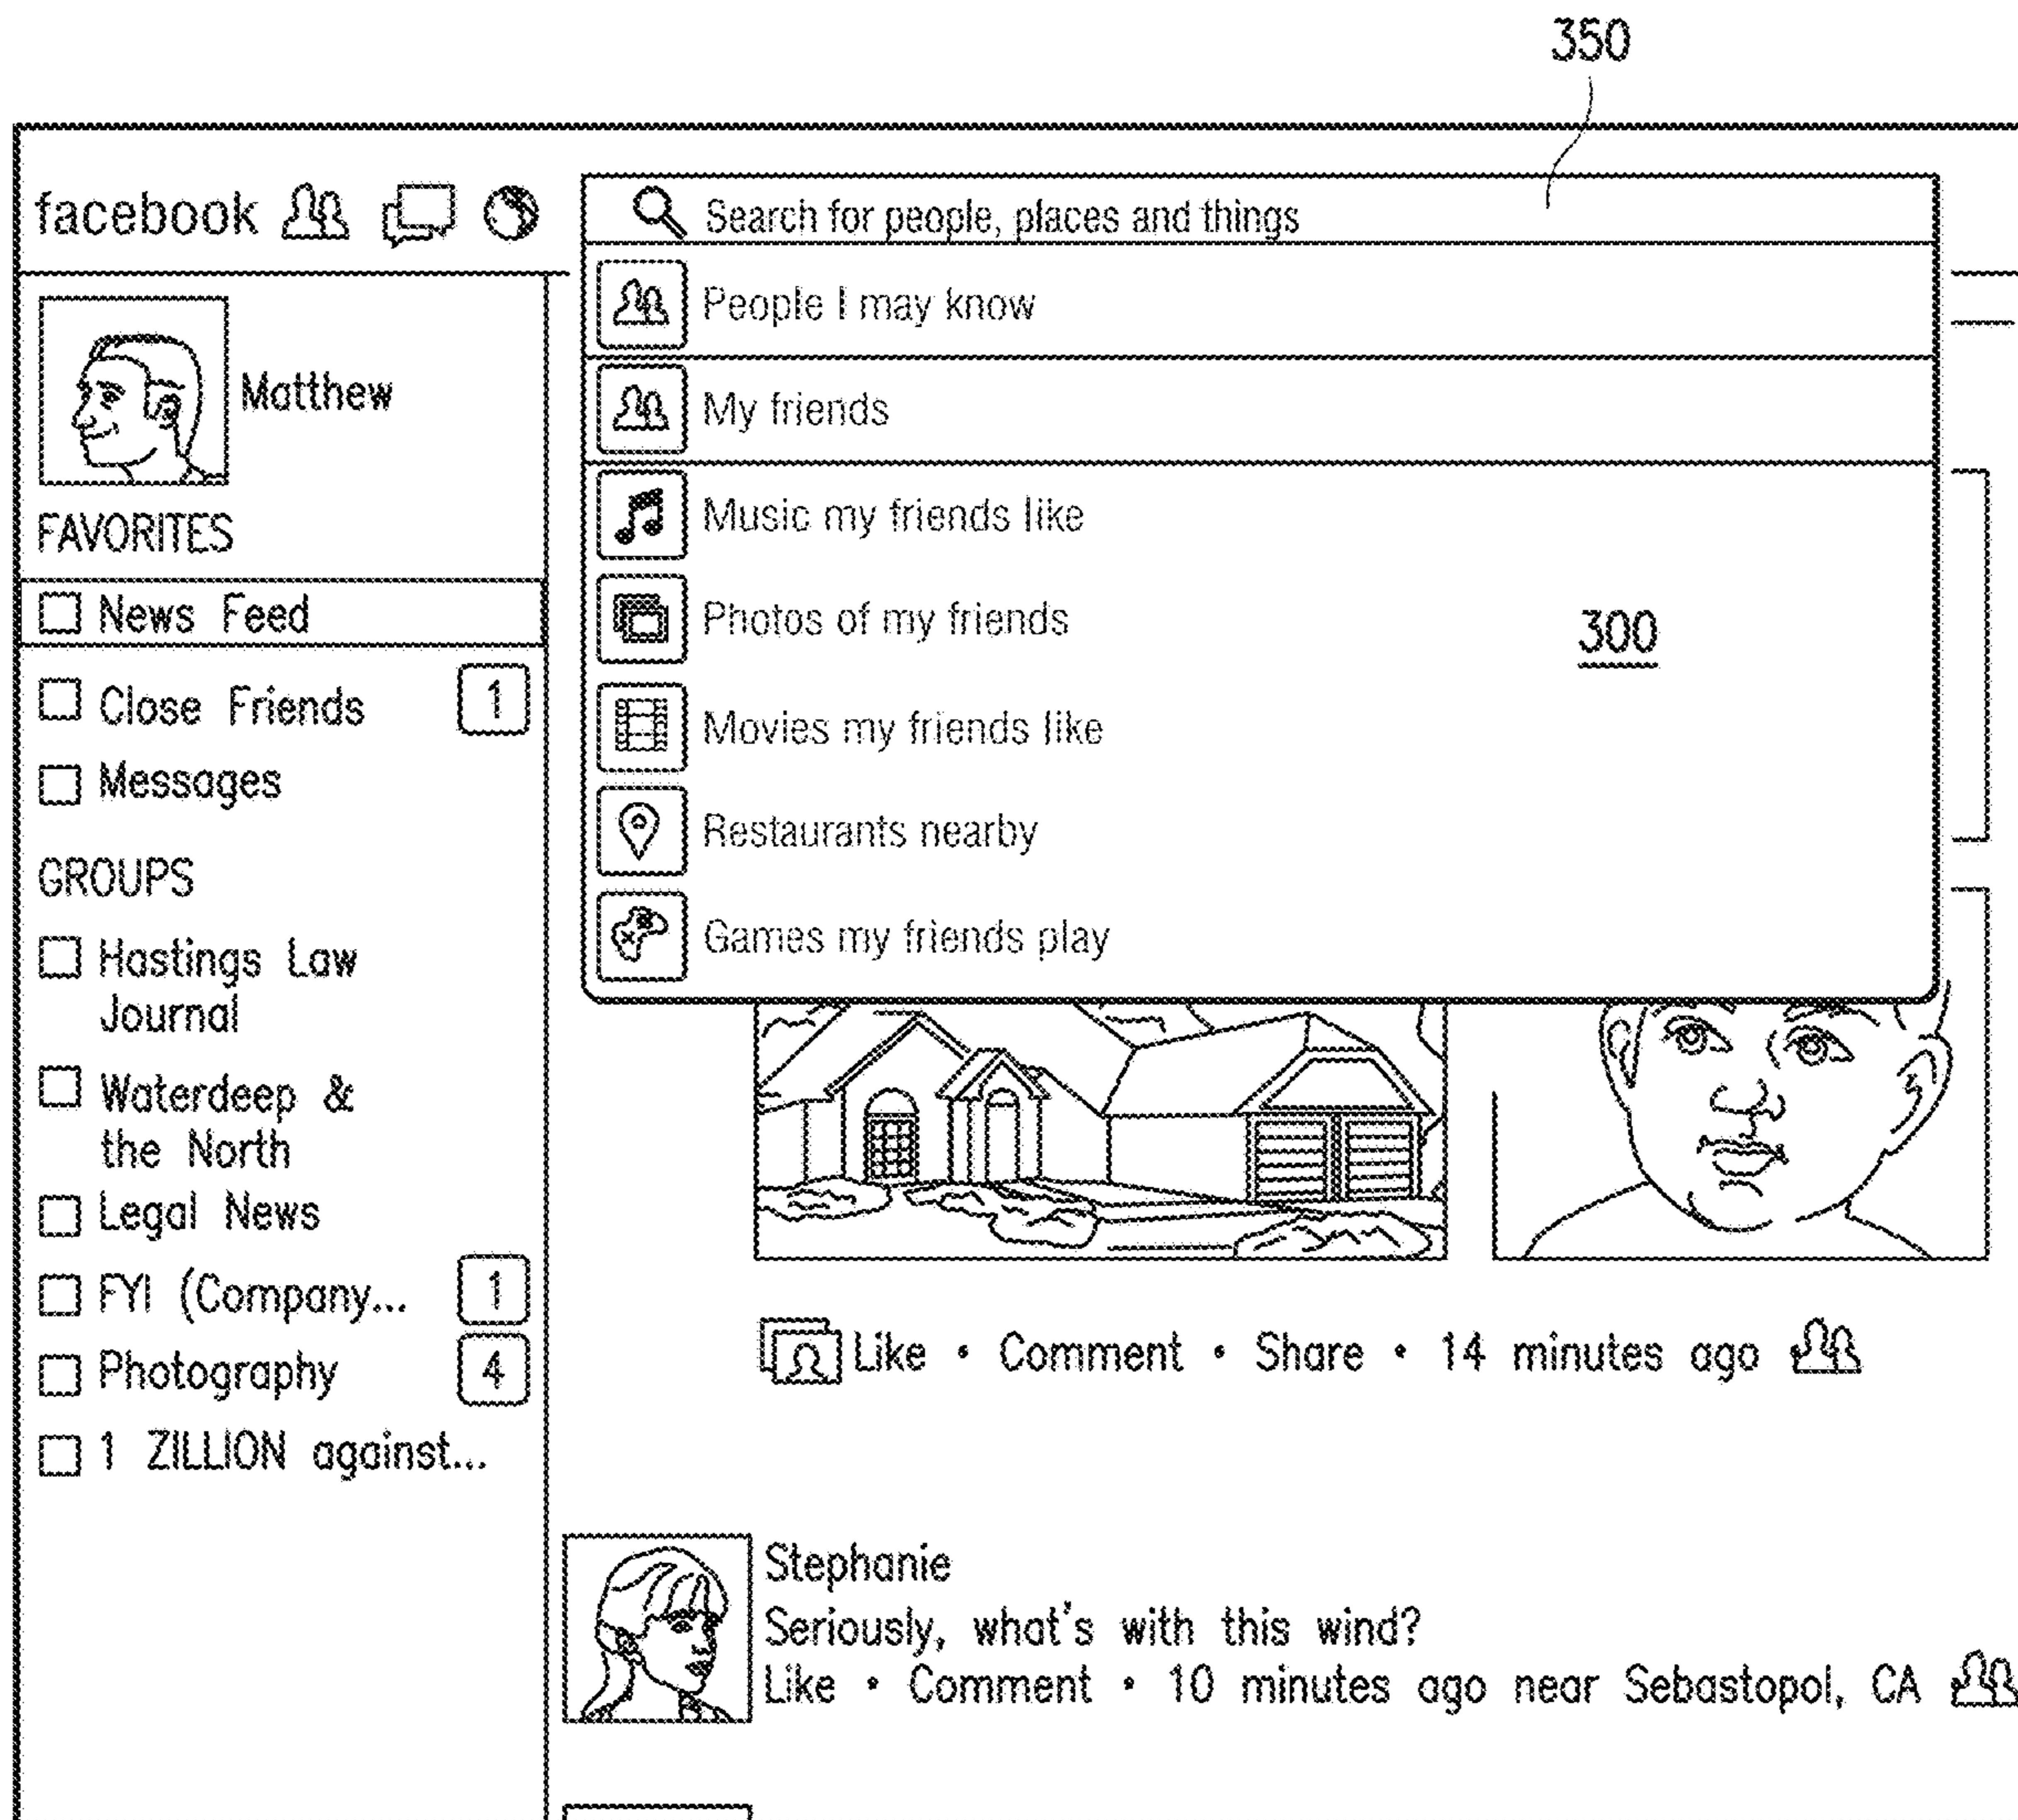 350
facebook
Search for people, places and things
People I may know
My friends
Music my friends like
Photos of my friends
300
Movies my friends like
Restaurants nearby
Games my friends play
Matthew
FAVORITES
News Feed
Close Friends 1
Messages
GROUPS
Hastings Law
Journal
Waterdeep &
the North
Legal News
FYI (Company... 1
Photography 4
1 ZILLION against...
Like • Comment • Share • 14 minutes ago
Stephanie
Seriously, what's with this wind?
Like • Comment • 10 minutes ago near Sebastopol, CA